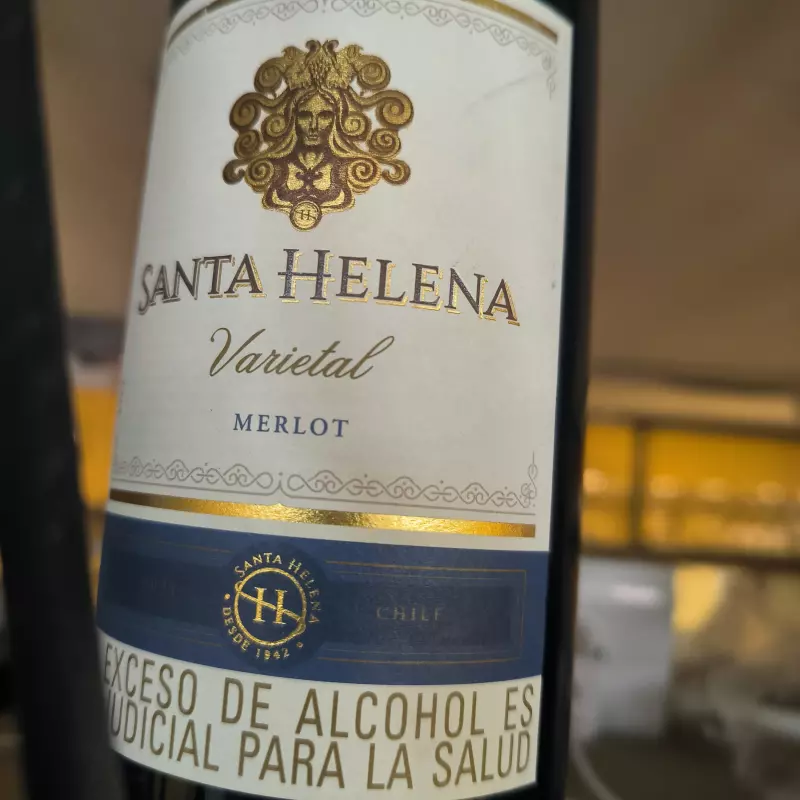 SANTA HELENA
Varietal
MERLOT
SANTA HELENA
H
CHILE
DESDE 1942
EXCESO DE ALCOHOL ES
UDICIAL PARA LA SALUD